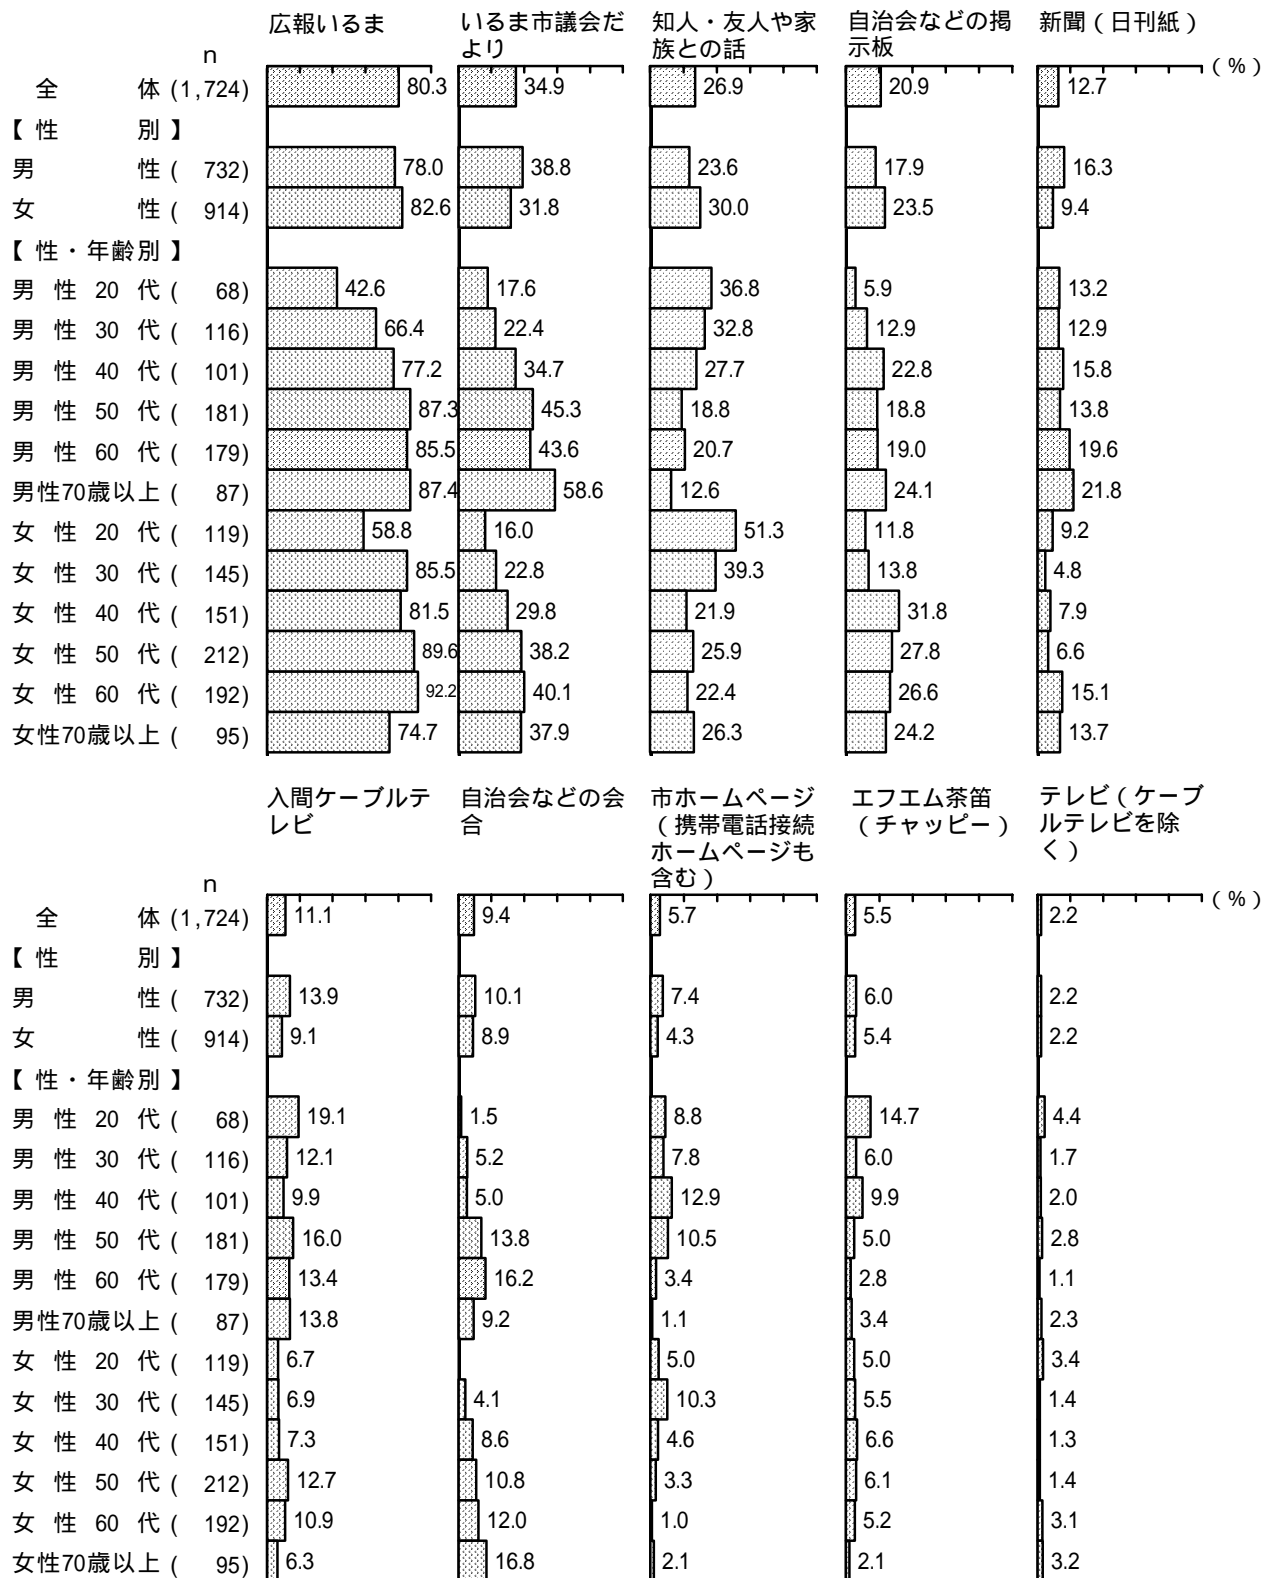 広報いるま いるま市議会だ 知人・友人や家 自治会などの掲 新聞(日刊紙)
より 族との話 示板
n
(%)
全 体 (1,724) 80.3 34.9 26.9 20.9 12.7
【性 別】
男 性 ( 732) 78.0 38.8 23.6 17.9 16.3
女 性 ( 914) 82.6 31.8 30.0 23.5 9.4
【性・年齢別】
男 性 20 代 ( 68) 42.6 17.6 36.8 5.9 13.2
男 性 30 代 ( 116) 66.4 22.4 32.8 12.9 12.9
男 性 40 代 ( 101) 77.2 34.7 27.7 22.8 15.8
男 性 50 代 ( 181) 87.3 45.3 18.8 18.8 13.8
男 性 60 代 ( 179) 85.5 43.6 20.7 19.0 19.6
男性70歳以上 ( 87) 87.4 58.6 12.6 24.1 21.8
女 性 20 代 ( 119) 58.8 16.0 51.3 11.8 9.2
女 性 30 代 ( 145) 85.5 22.8 39.3 13.8 4.8
女 性 40 代 ( 151) 81.5 29.8 21.9 31.8 7.9
女 性 50 代 ( 212) 89.6 38.2 25.9 27.8 6.6
女 性 60 代 ( 192) 92.2 40.1 22.4 26.6 15.1
女性70歳以上 ( 95) 74.7 37.9 26.3 24.2 13.7
入間ケーブルテ 自治会などの会 市ホームページ エフエム茶笛 テレビ(ケーブ
レビ 合 (携帯電話接続 (チャッピー) ルテレビを除
ホームページも く)
含む)
n
(%)
全 体 (1,724) 11.1 9.4 5.7 5.5 2.2
【性 別】
男 性 ( 732) 13.9 10.1 7.4 6.0 2.2
女 性 ( 914) 9.1 8.9 4.3 5.4 2.2
【性・年齢別】
男 性 20 代 ( 68) 19.1 1.5 8.8 14.7 4.4
男 性 30 代 ( 116) 12.1 5.2 7.8 6.0 1.7
男 性 40 代 ( 101) 9.9 5.0 12.9 9.9 2.0
男 性 50 代 ( 181) 16.0 13.8 10.5 5.0 2.8
男 性 60 代 ( 179) 13.4 16.2 3.4 2.8 1.1
男性70歳以上 ( 87) 13.8 9.2 1.1 3.4 2.3
女 性 20 代 ( 119) 6.7 5.0 5.0 3.4
女 性 30 代 ( 145) 6.9 4.1 10.3 5.5 1.4
女 性 40 代 ( 151) 7.3 8.6 4.6 6.6 1.3
女 性 50 代 ( 212) 12.7 10.8 3.3 6.1 1.4
女 性 60 代 ( 192) 10.9 12.0 1.0 5.2 3.1
女性70歳以上 ( 95) 6.3 16.8 2.1 2.1 3.2